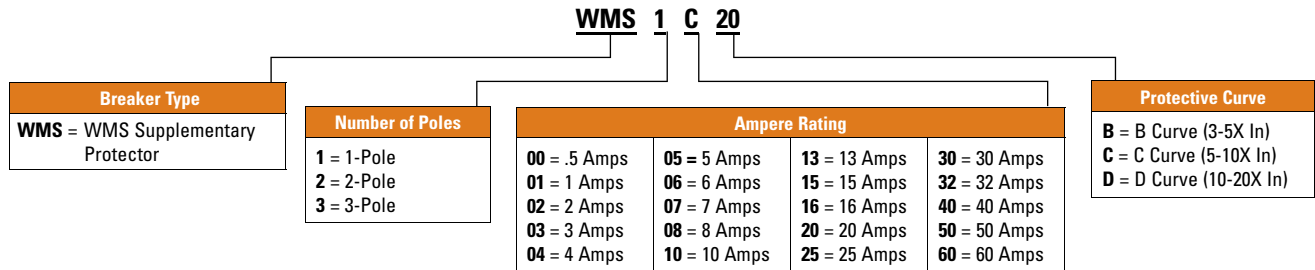 WMS 1 C 20
Breaker Type
WMS = WMS Supplementary
Protector
Number of Poles
1 = 1-Pole
2 = 2-Pole
3 = 3-Pole
Ampere Rating
00 = .5 Amps
01 = 1 Amps
02 = 2 Amps
03 = 3 Amps
04 = 4 Amps
05 = 5 Amps
06 = 6 Amps
07 = 7 Amps
08 = 8 Amps
10 = 10 Amps
13 = 13 Amps
15 = 15 Amps
16 = 16 Amps
20 = 20 Amps
25 = 25 Amps
30 = 30 Amps
32 = 32 Amps
40 = 40 Amps
50 = 50 Amps
60 = 60 Amps
Protective Curve
B = B Curve (3-5X In)
C = C Curve (5-10X In)
D = D Curve (10-20X In)